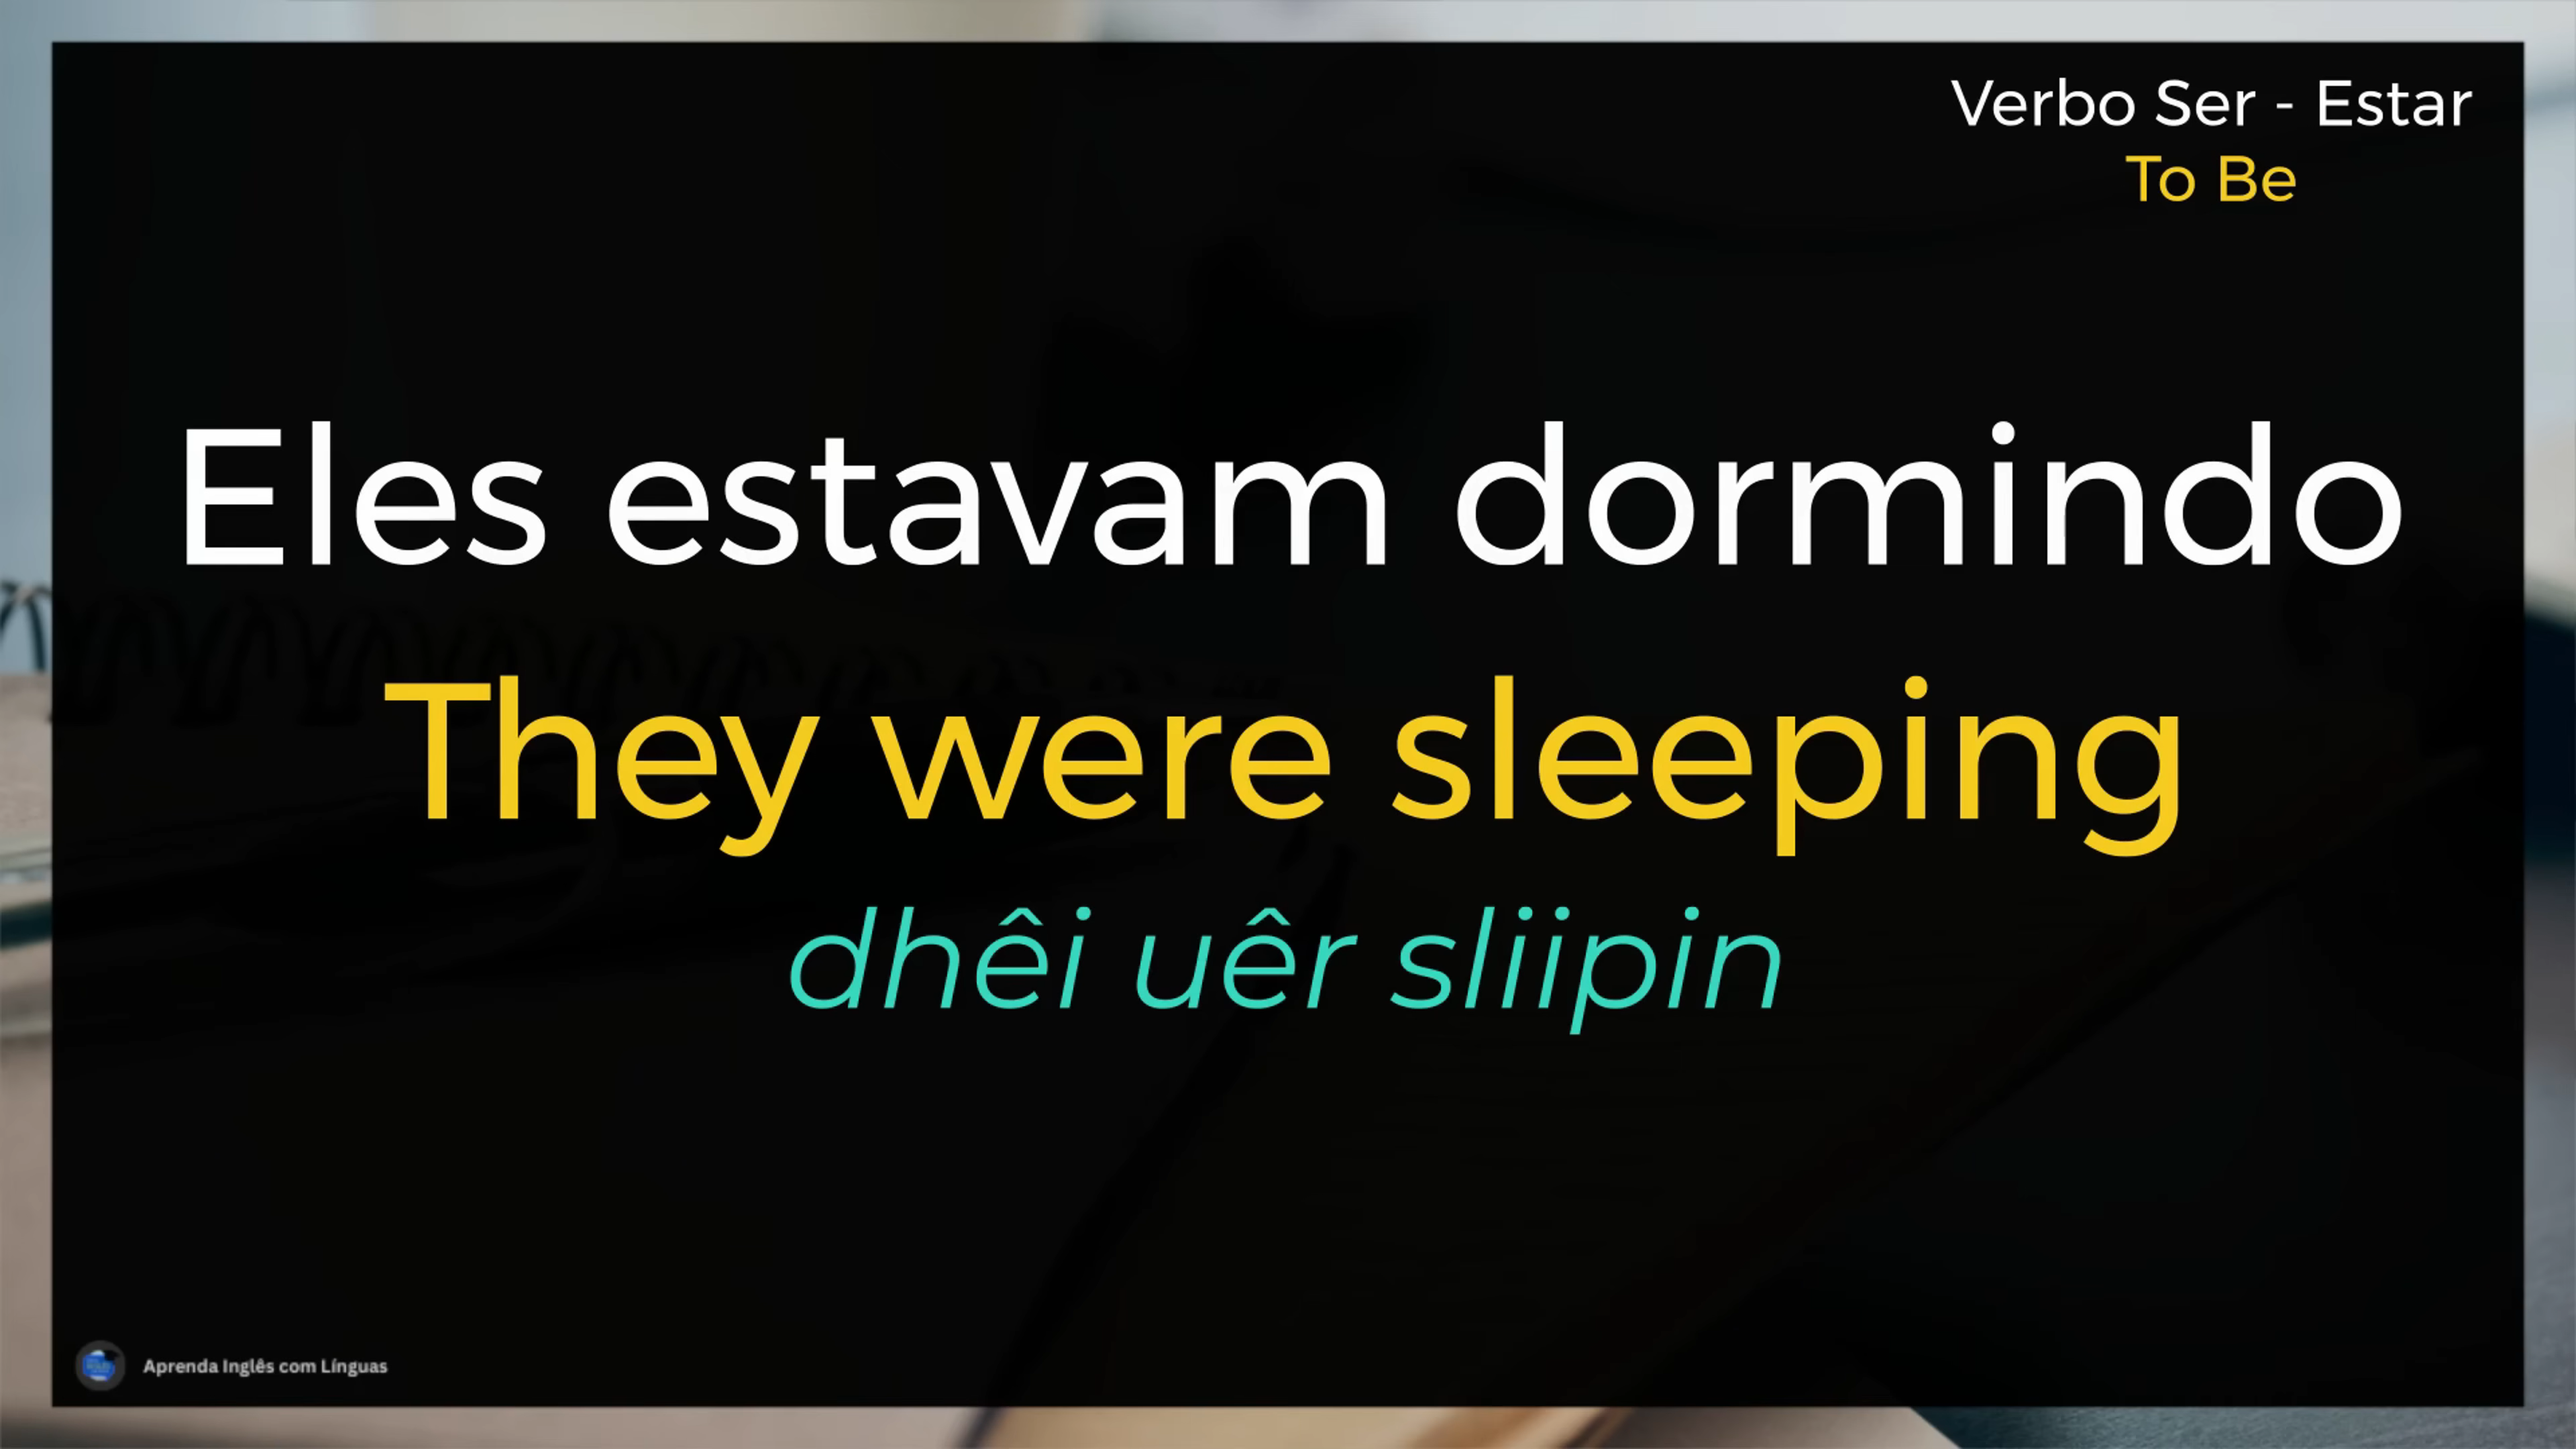 Verbo Ser - Estar
To Be
Eles estavam dormindo
They were sleeping
dhêi uêr sliipin
Aprenda Inglês com Línguas